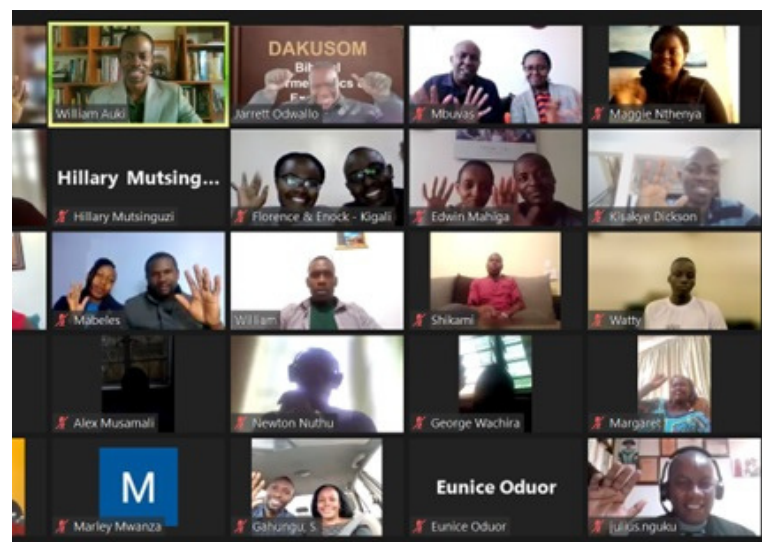 DAKUSOM
William Auki
Jarrett Odwallo
Mbuvas
Maggie Nthenya
Hillary Mutsing...
Hillary Mutsinguzi
Florence & Enock - Kigali
Edwin Mahiga
Kisakye Dickson
Mabeles
William
Shikami
Watty
Alex Musamali
Newton Nuthu
George Wachira
Margaret
M
Eunice Oduor
Marley Mwanza
Gahungu, S
Eunice Oduor
julius nguku